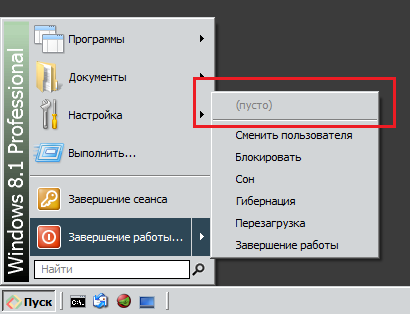 Windows 8.1 Professional
Программы
Документы
Настройка
Выполнить...
Завершение сеанса
Завершение работы...
Найти
(пусто)
Сменить пользователя
Блокировать
Сон
Гибернация
Перезагрузка
Завершение работы
Пуск